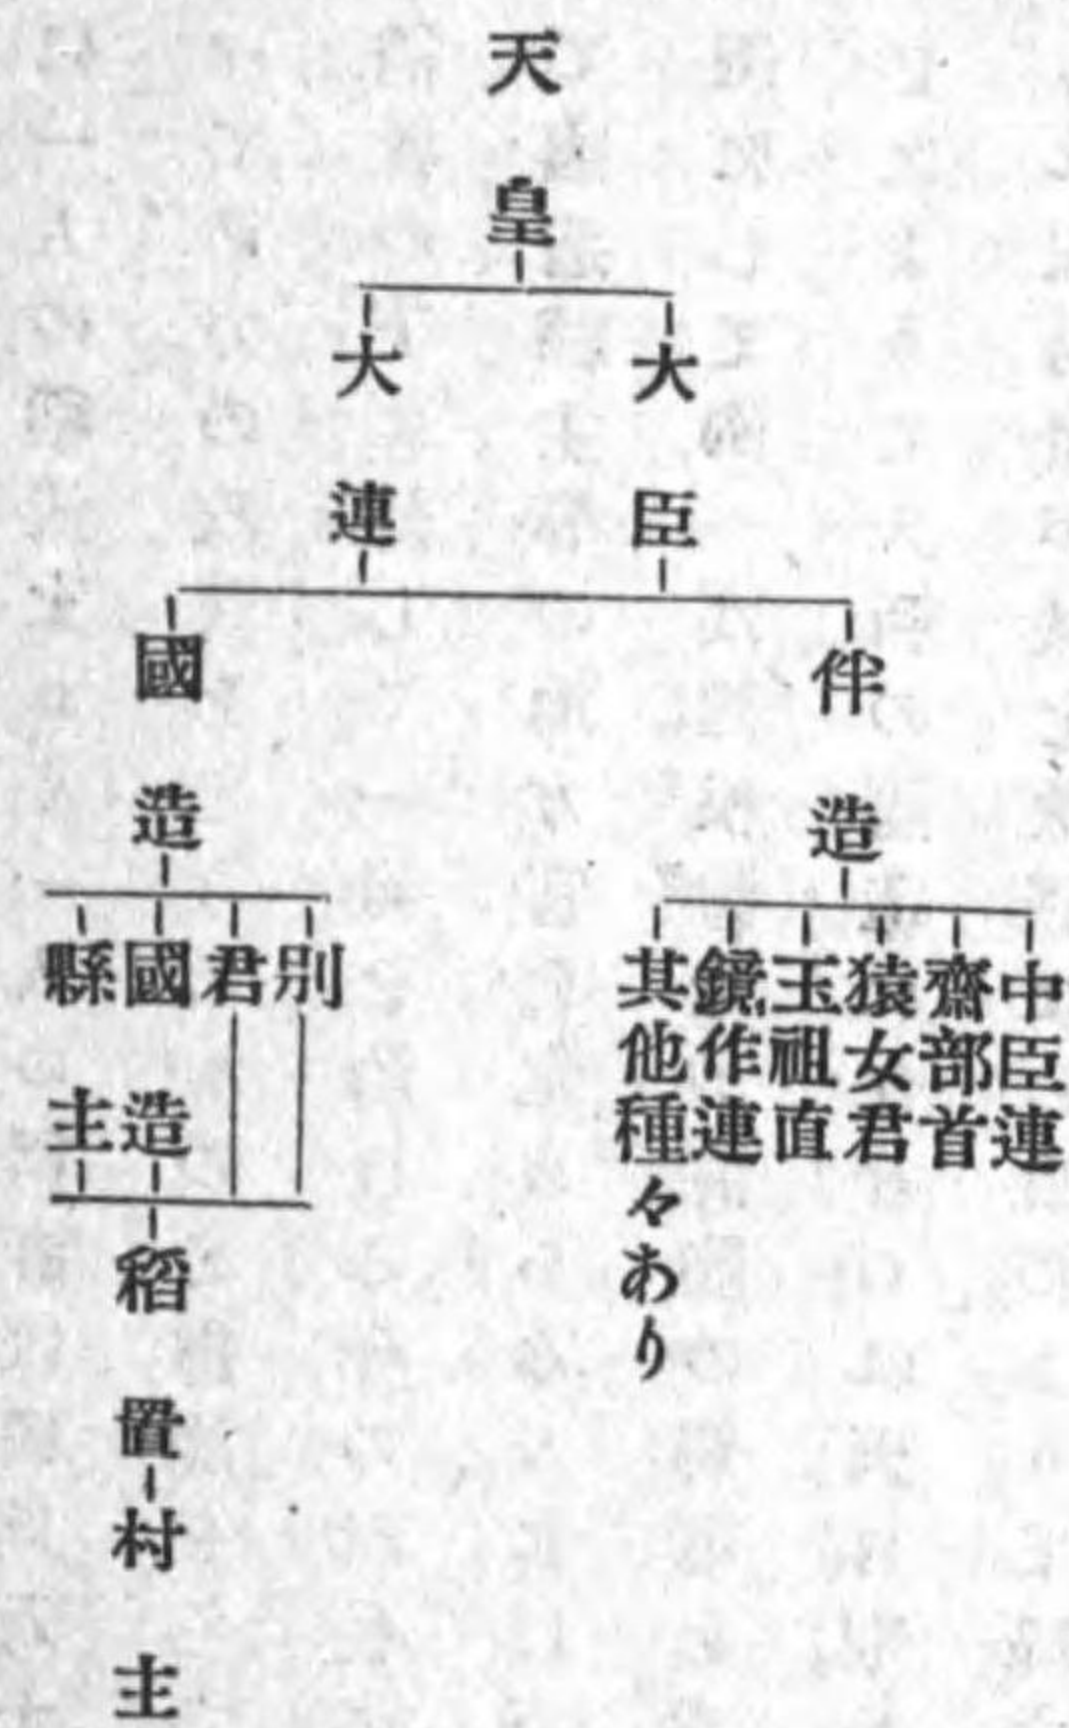 天皇
大臣
大連
伴造
國造
中臣連
齋部首
猿女君
玉祖直
鏡作連
其他種々あり
別
君
國造
縣主
稻置
村主